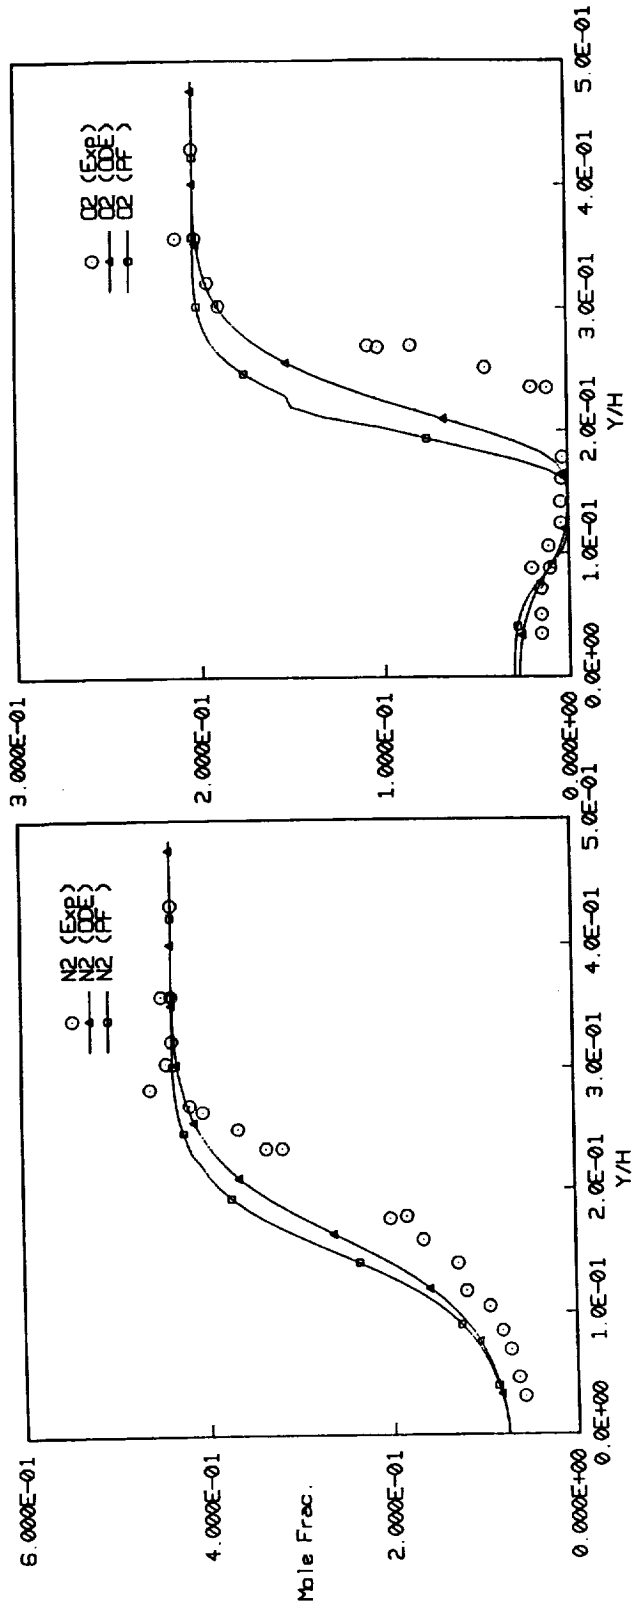 6.000E-01
4.000E-01
2.000E-01
0.000E+00
Mole Frac.
0.0E+00
1.0E-01
2.0E-01
3.0E-01
4.0E-01
5.0E-01
Y/H
N2 (Exp)
N2 (ODE)
N2 (PF )
3.000E-01
2.000E-01
1.000E-01
0.000E+00
0.0E+00
1.0E-01
2.0E-01
3.0E-01
4.0E-01
5.0E-01
Y/H
O2 (Exp)
O2 (ODE)
O2 (PF )